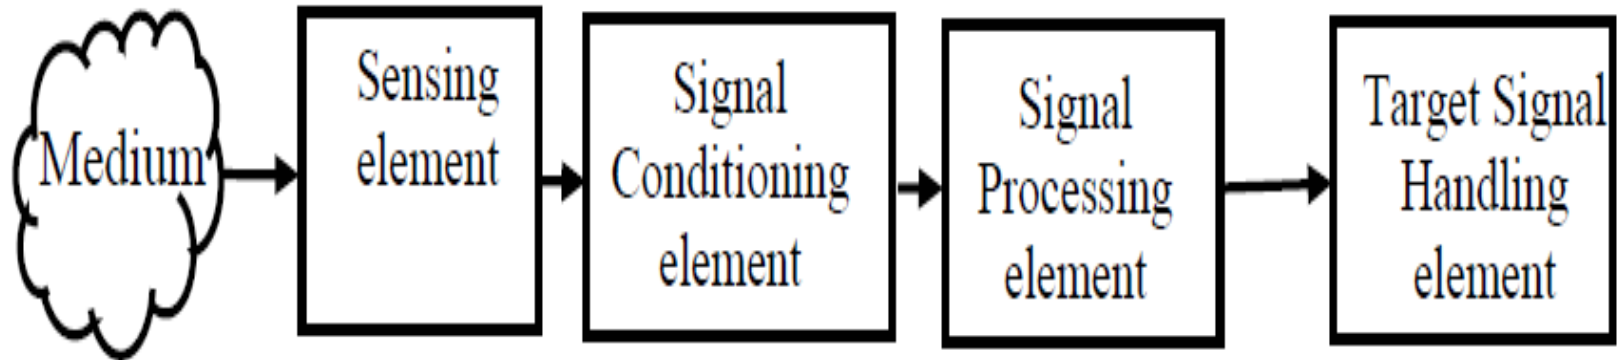 Medium
Sensing
element
Signal
Conditioning
element
Signal
Processing
element
Target Signal
Handling
element